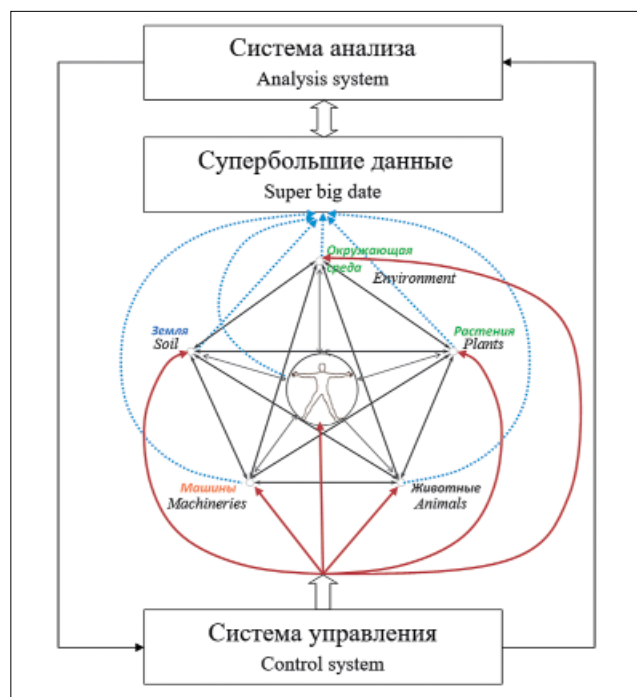 Система анализа
Analysis system
Супербольшие данные
Super big date
Окружающая
среда
Environment
Земля
Soil
Растения
Plants
Машины
Machineries
Животные
Animals
Система управления
Control system